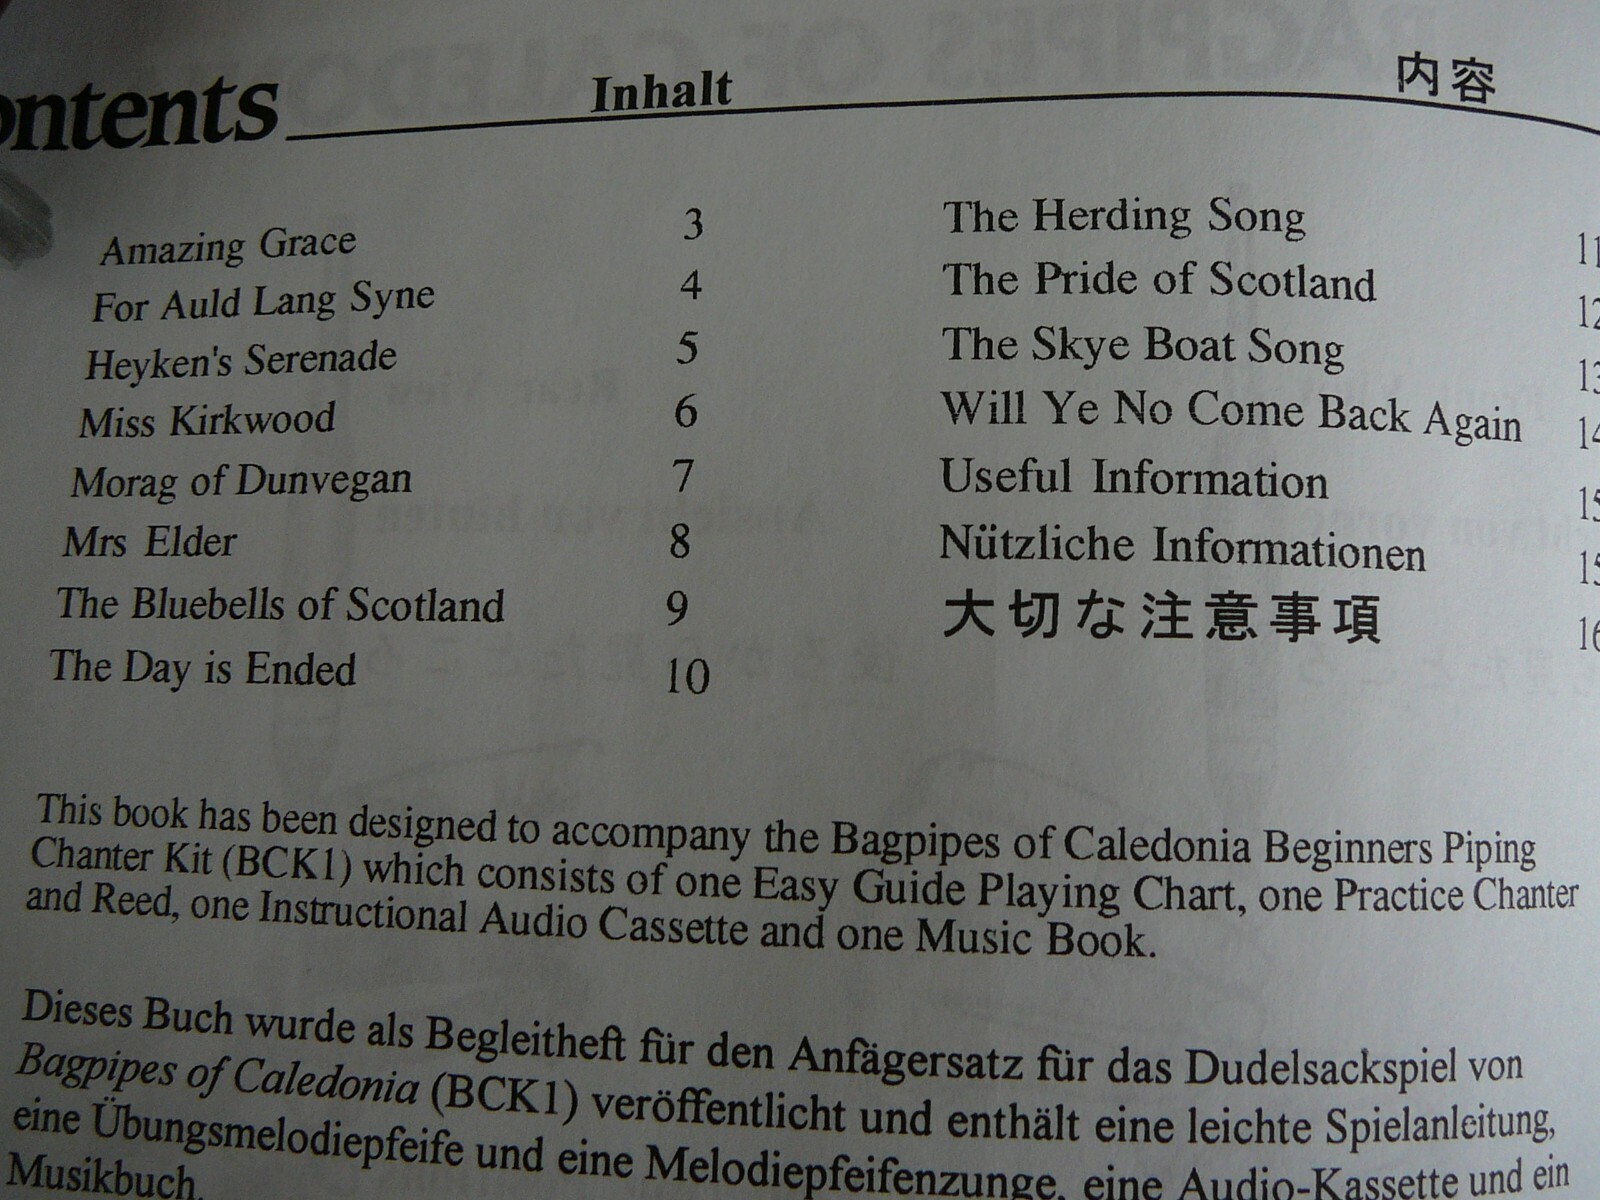 ontents Inhalt 内容
Amazing Grace 3
For Auld Lang Syne 4
Heyken's Serenade 5
Miss Kirkwood 6
Morag of Dunvegan 7
Mrs Elder 8
The Bluebells of Scotland 9
The Day is Ended 10
The Herding Song 11
The Pride of Scotland 12
The Skye Boat Song 13
Will Ye No Come Back Again 14
Useful Information 15
Nützliche Informationen 15
大切な注意事項 16
This book has been designed to accompany the Bagpipes of Caledonia Beginners Piping
Chanter Kit (BCK1) which consists of one Easy Guide Playing Chart, one Practice Chanter
and Reed, one Instructional Audio Cassette and one Music Book.
Dieses Buch wurde als Begleitheft für den Anfägersatz für das Dudelsackspiel von
Bagpipes of Caledonia (BCK1) veröffentlicht und enthält eine leichte Spielanleitung,
eine Übungsmelodiepfeife und eine Melodiepfeifenzunge, eine Audio-Kassette und ein
Musikbuch.